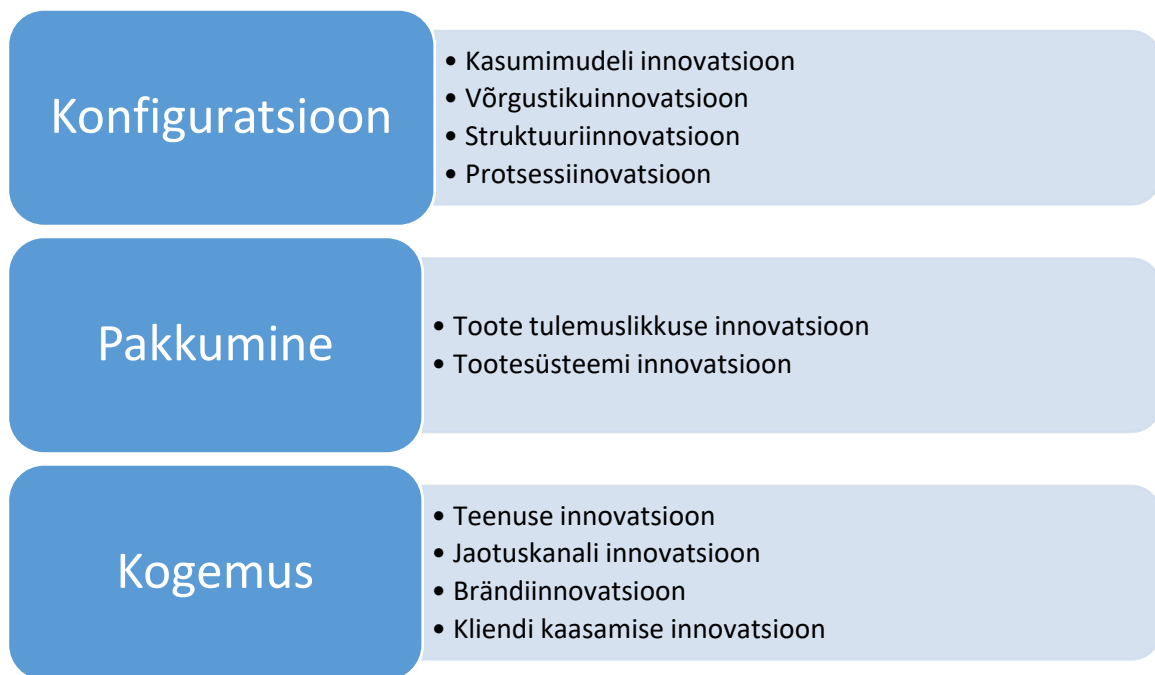 Konfiguratsioon
• Kasumimudeli innovatsioon
• Võrgustikuinnovatsioon
• Struktuuriinnovatsioon
• Protsessiinovatsioon
Pakkumine
• Toote tulemuslikkuse innovatsioon
• Tootesüsteemi innovatsioon
Kogemus
• Teenuse innovatsioon
• Jaotuskanali innovatsioon
• Brändiinnovatsioon
• Kliendi kaasamise innovatsioon